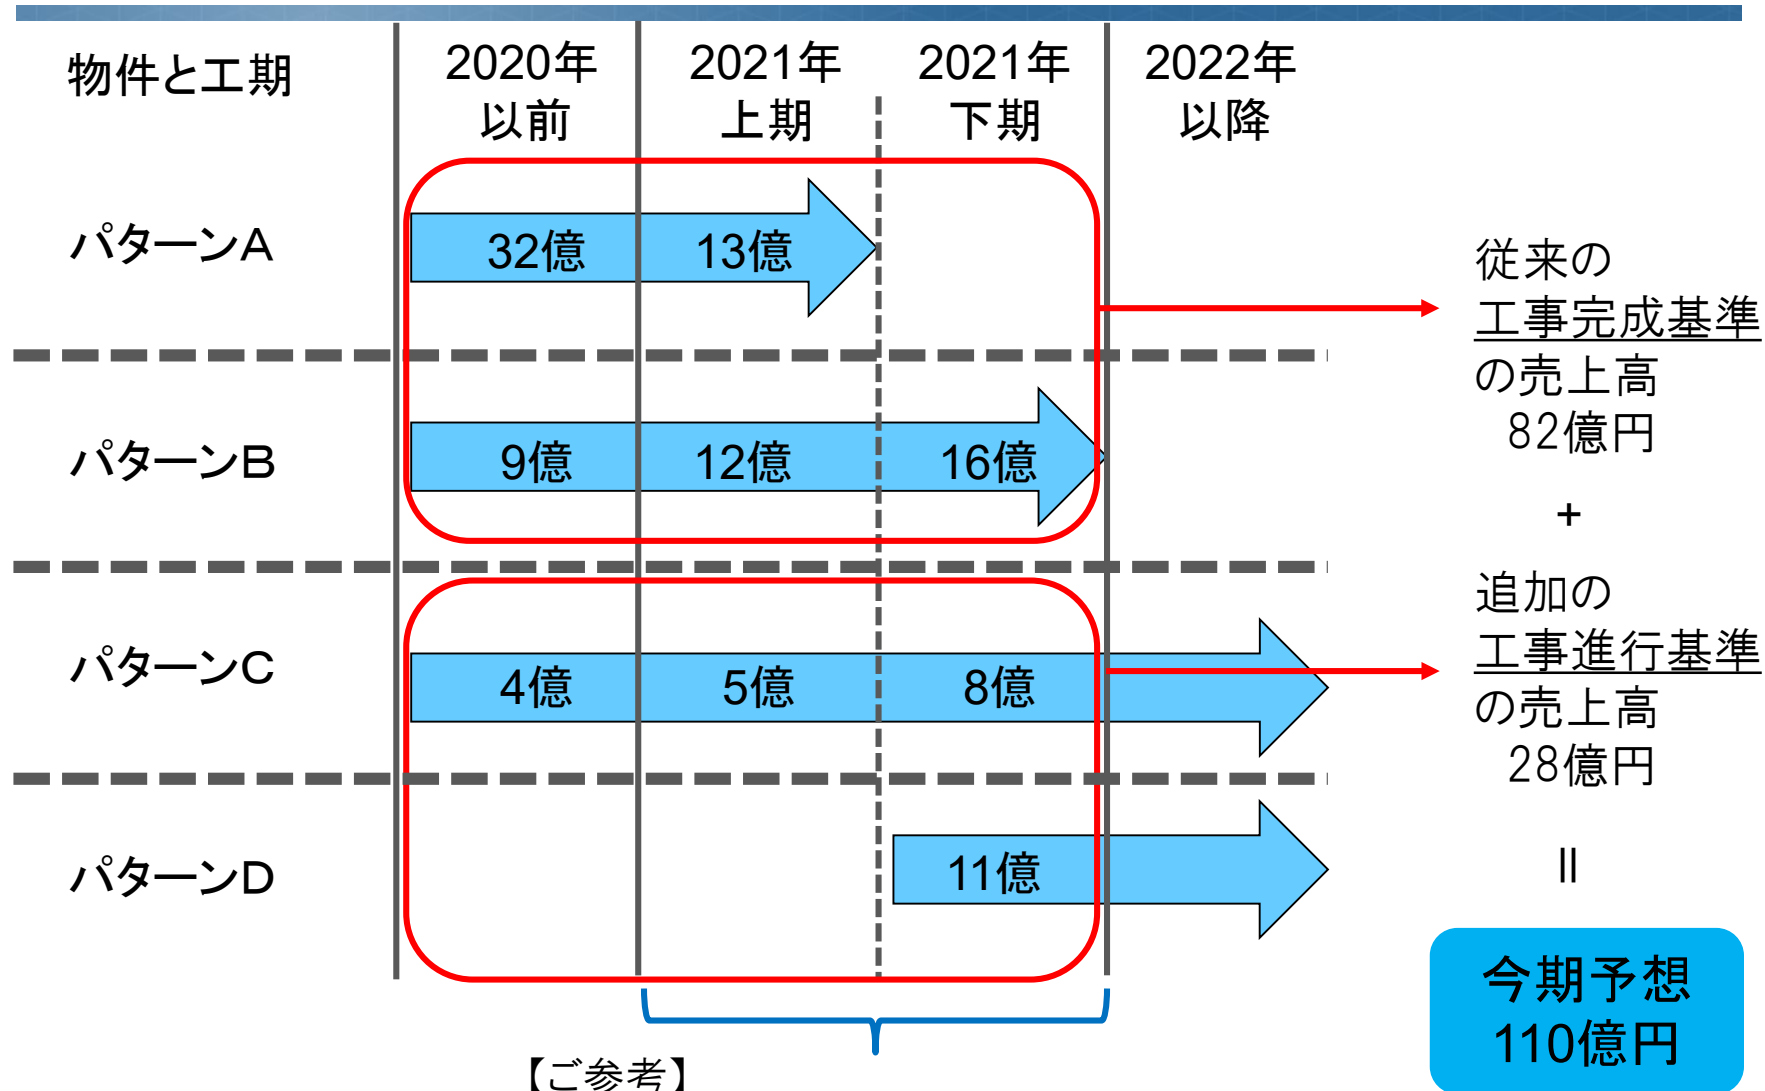 物件と工期
2020年
以前
2021年
上期
2021年
下期
2022年
以降
パターンA
32億
13億
パターンB
9億
12億
16億
パターンC
4億
5億
8億
パターンD
11億
従来の
工事完成基準
の売上高
82億円
+
追加の
工事進行基準
の売上高
28億円
||
今期予想
110億円
【ご参考】